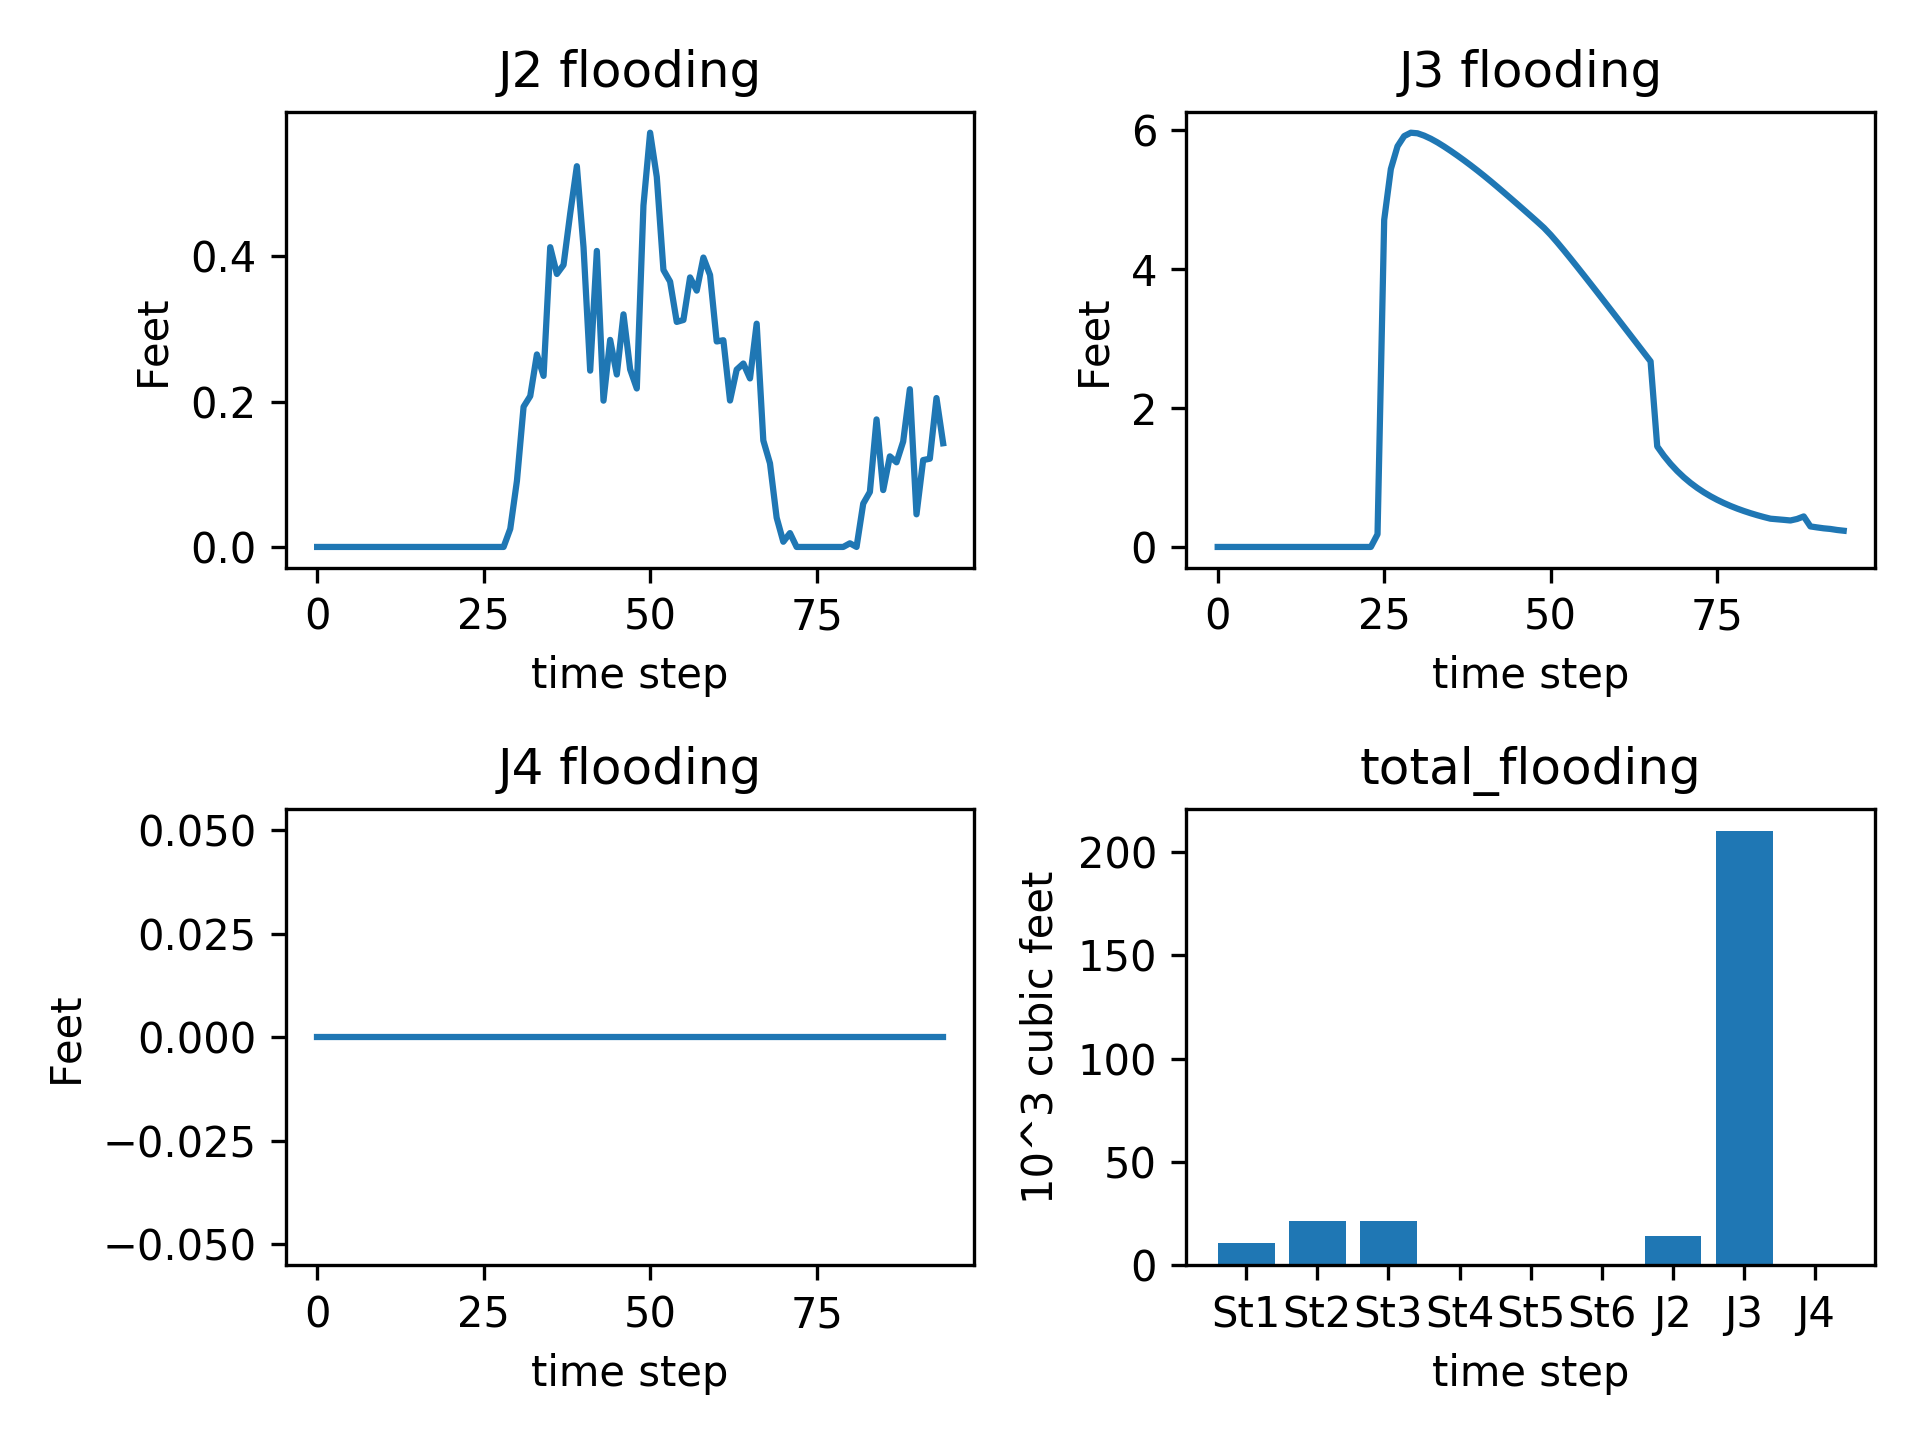 J2 flooding
Feet
0.4
0.2
0.0
0 25 50 75
time step
J3 flooding
Feet
6
4
2
0
0 25 50 75
time step
J4 flooding
Feet
0.050
0.025
0.000
−0.025
−0.050
0 25 50 75
time step
total_flooding
10^3 cubic feet
200
150
100
50
0
St1 St2 St3 St4 St5 St6 J2 J3 J4
time step